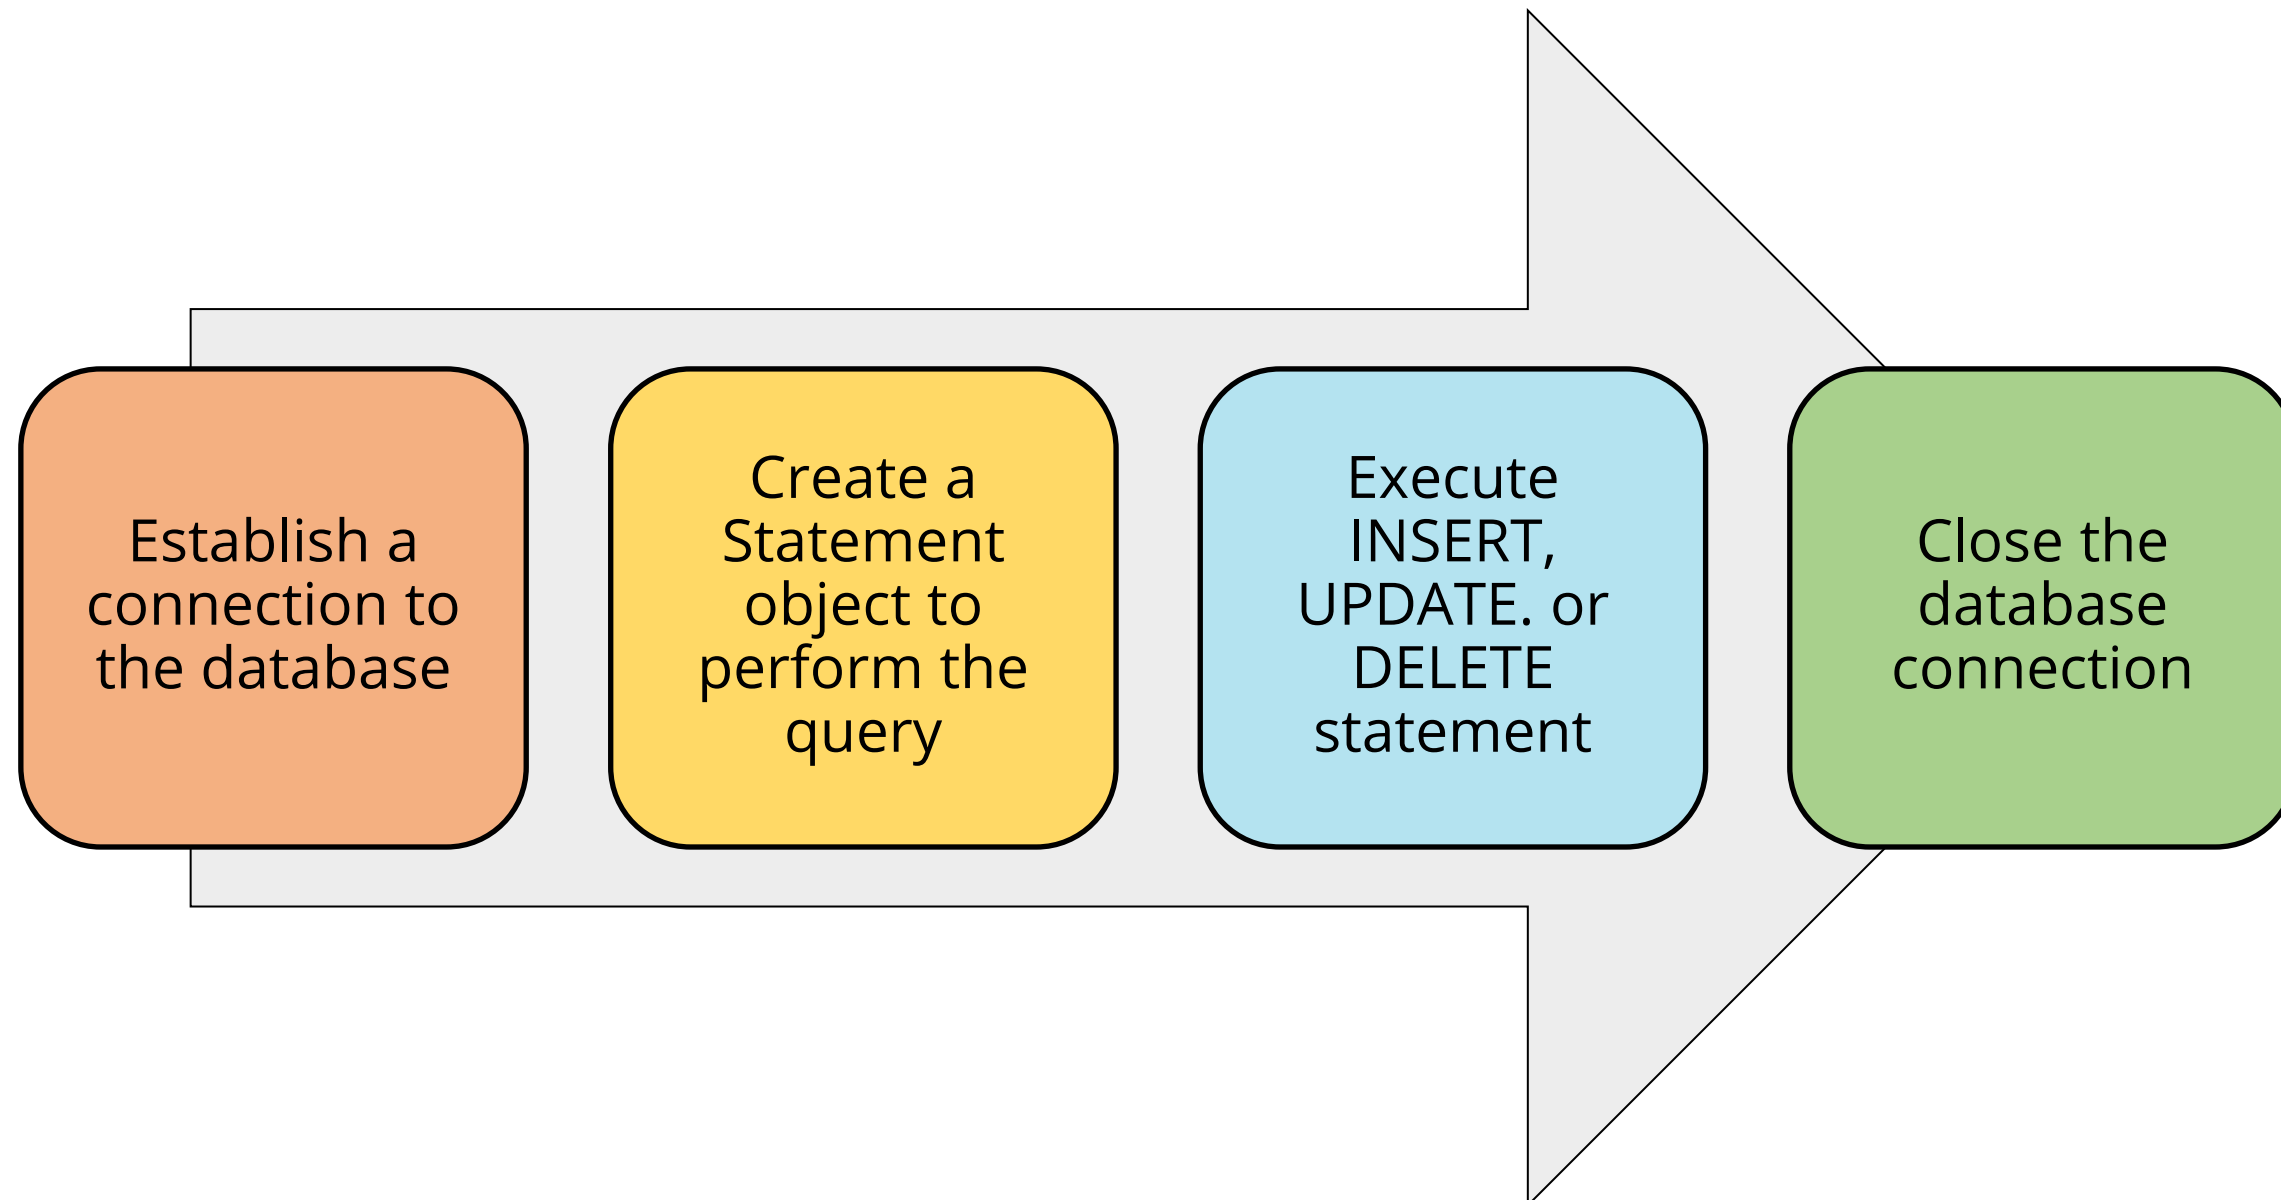 Establish a
connection to
the database
Create a
Statement
object to
perform the
query
Execute
INSERT,
UPDATE. or
DELETE
statement
Close the
database
connection